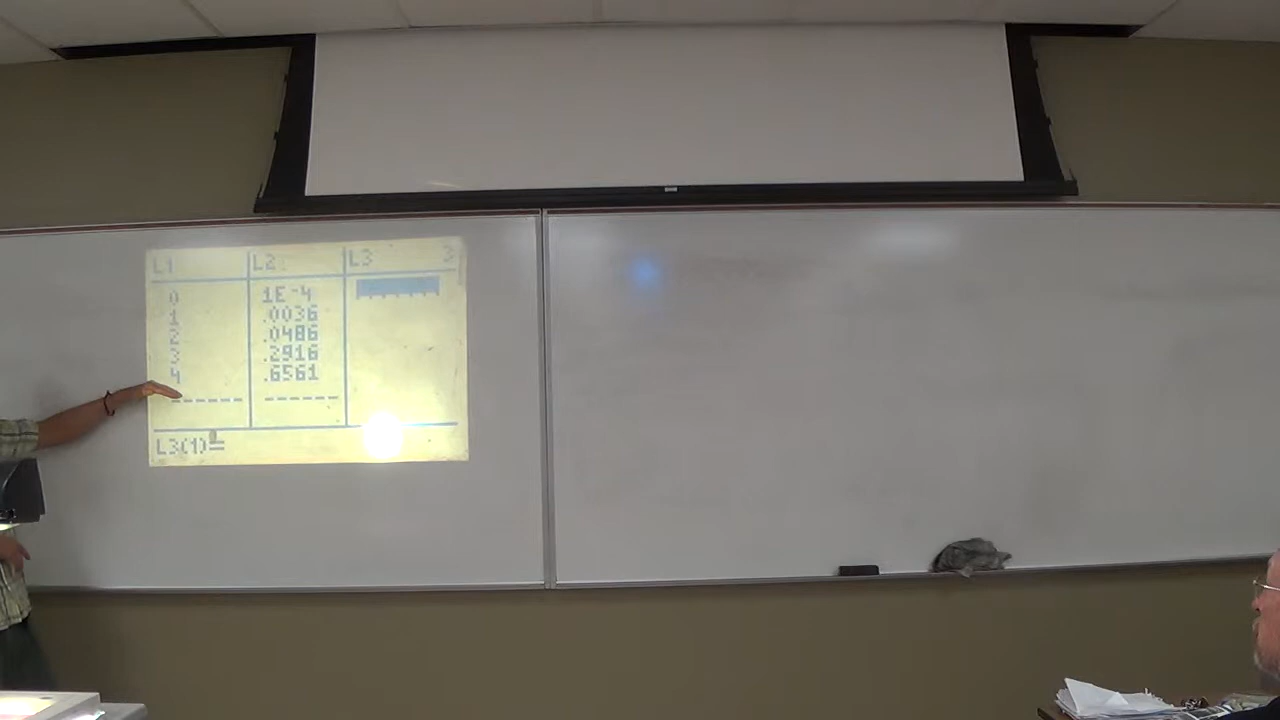 L1 L2 L3 3
0 1E-4
1 .0036
2 .0486
3 .2916
4 .6561
------ ------
L3(1)=